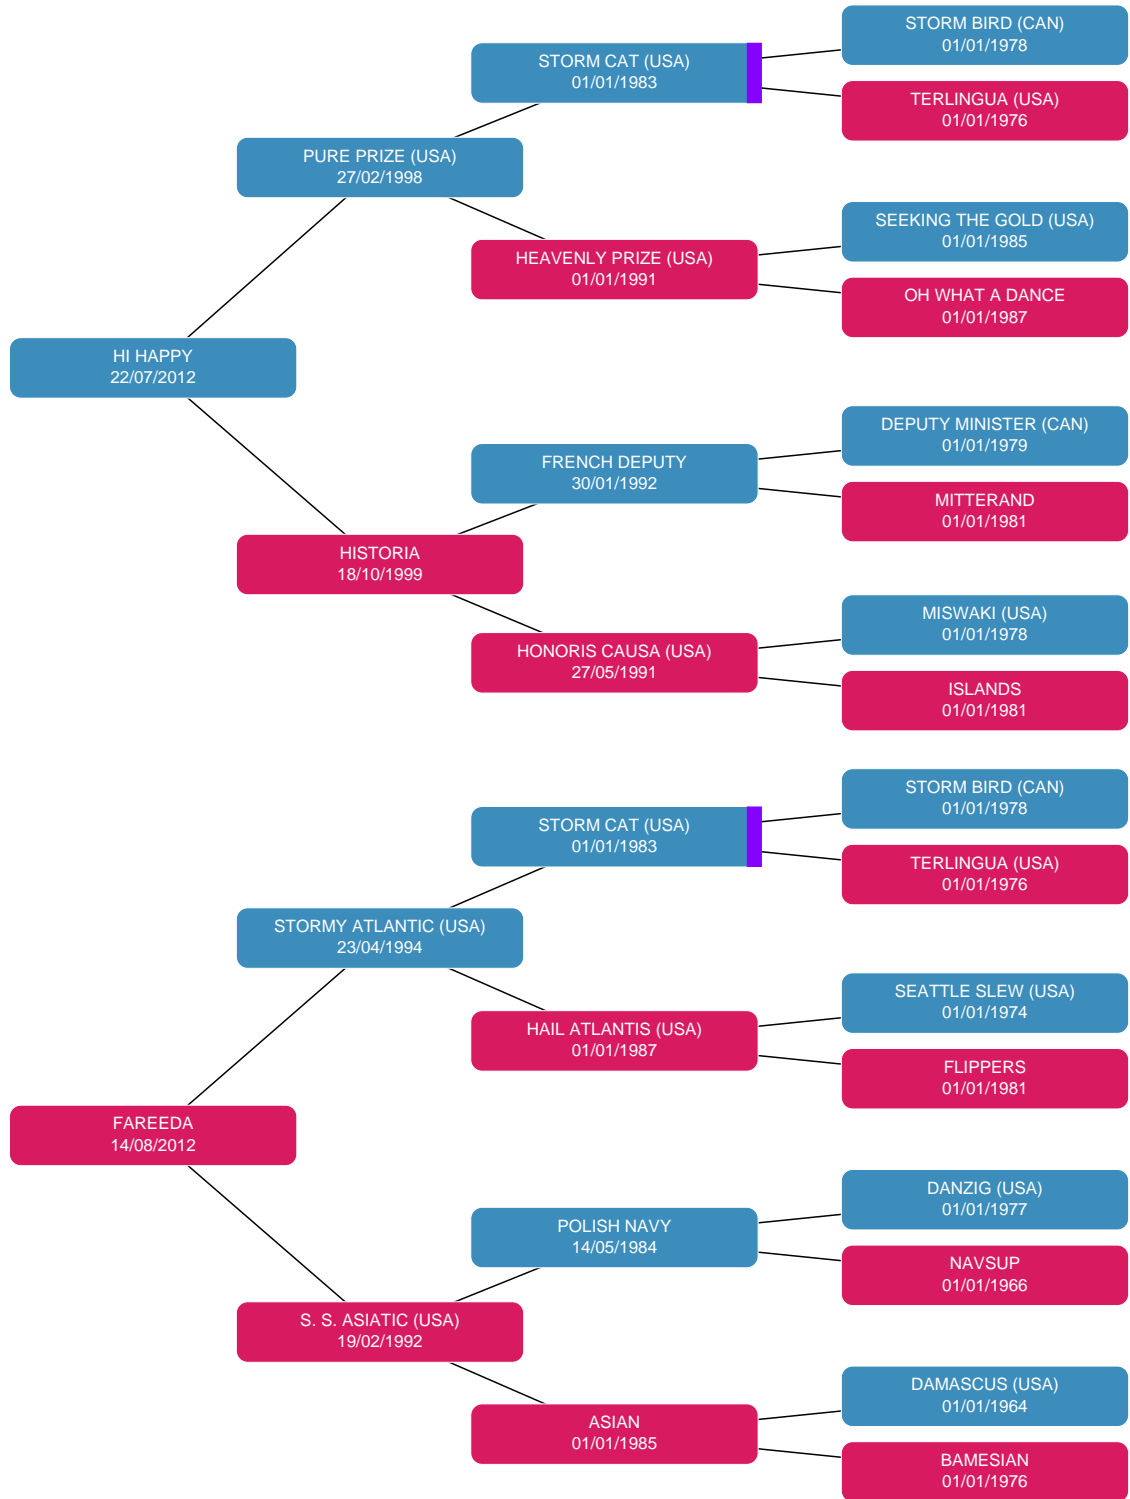 STORM BIRD (CAN)
01/01/1978
STORM CAT (USA)
01/01/1983
TERLINGUA (USA)
01/01/1976
PURE PRIZE (USA)
27/02/1998
SEEKING THE GOLD (USA)
01/01/1985
HEAVENLY PRIZE (USA)
01/01/1991
OH WHAT A DANCE
01/01/1987
HI HAPPY
22/07/2012
DEPUTY MINISTER (CAN)
01/01/1979
FRENCH DEPUTY
30/01/1992
MITTERAND
01/01/1981
HISTORIA
18/10/1999
MISWAKI (USA)
01/01/1978
HONORIS CAUSA (USA)
27/05/1991
ISLANDS
01/01/1981
STORM BIRD (CAN)
01/01/1978
STORM CAT (USA)
01/01/1983
TERLINGUA (USA)
01/01/1976
STORMY ATLANTIC (USA)
23/04/1994
SEATTLE SLEW (USA)
01/01/1974
HAIL ATLANTIS (USA)
01/01/1987
FLIPPERS
01/01/1981
FAREEDA
14/08/2012
DANZIG (USA)
01/01/1977
POLISH NAVY
14/05/1984
NAVSUP
01/01/1966
S. S. ASIATIC (USA)
19/02/1992
DAMASCUS (USA)
01/01/1964
ASIAN
01/01/1985
BAMESIAN
01/01/1976